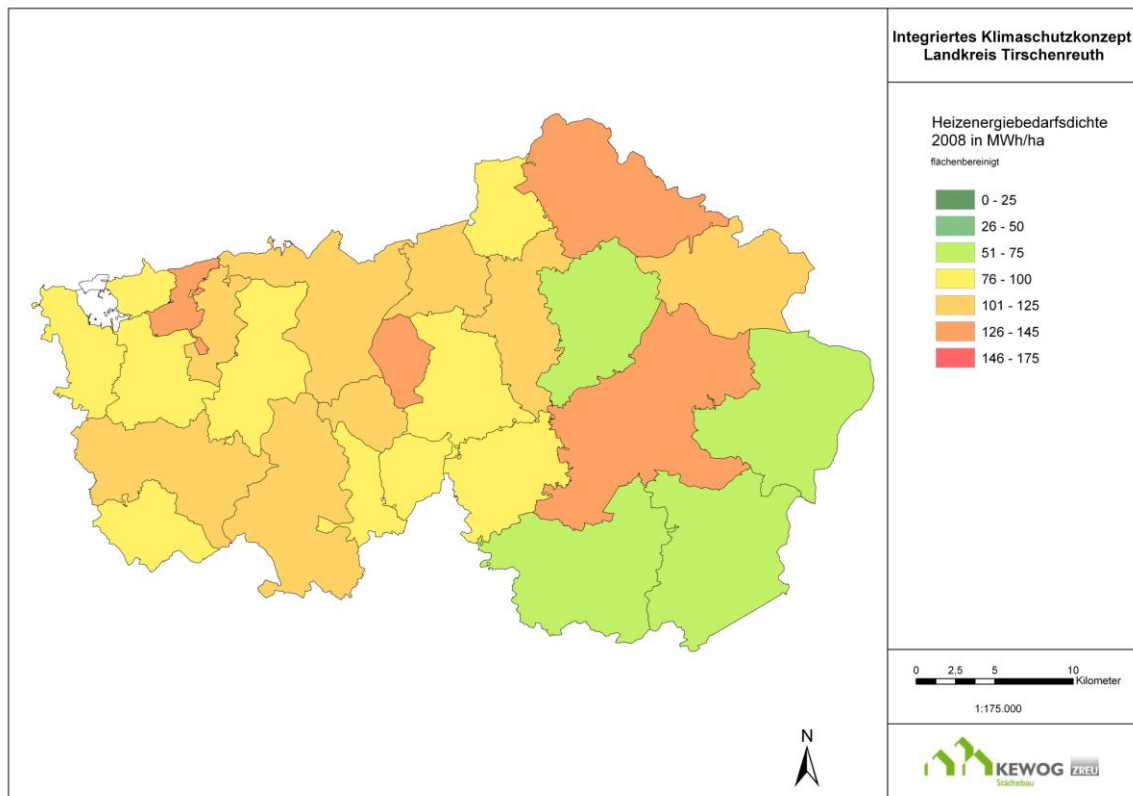 Integriertes Klimaschutzkonzept
Landkreis Tirschenreuth
Heizenergiebedarfsdichte
2008 in MWh/ha
flächenbereinigt
0 - 25
26 - 50
51 - 75
76 - 100
101 - 125
126 - 145
146 - 175
0 2,5 5 10
Kilometer
1:175.000
N
KEWOG ZREU
Städtebau